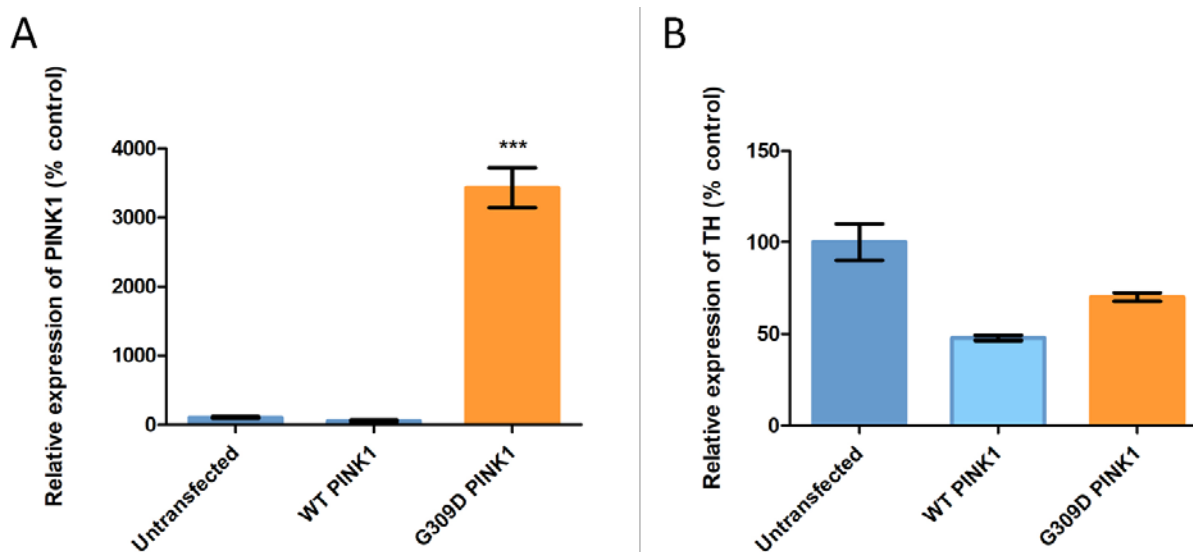 A
Relative expression of PINK1 (% control)
4000
3000
2000
1000
0
***
Untransfected
WT PINK1
G309D PINK1
B
Relative expression of TH (% control)
150
100
50
0
Untransfected
WT PINK1
G309D PINK1